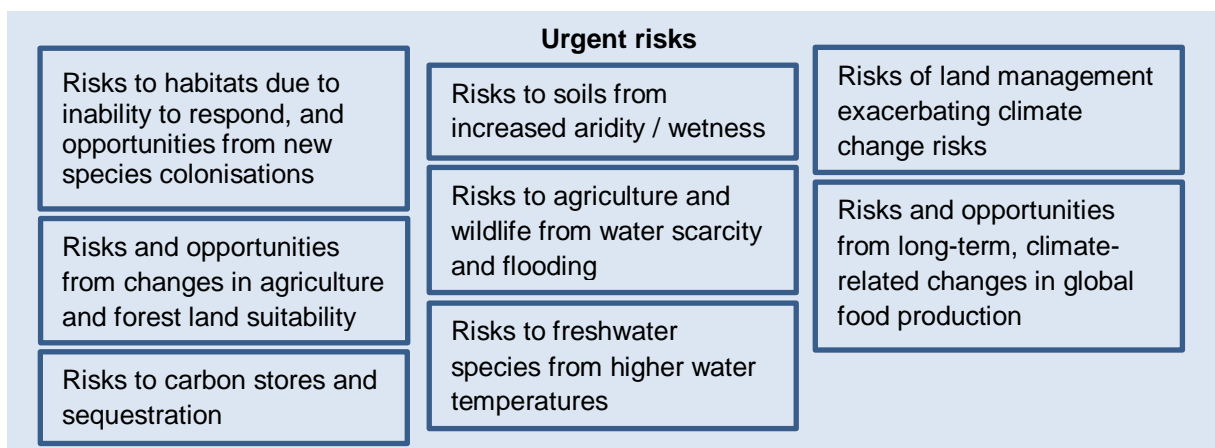 Urgent risks
Risks to habitats due to
inability to respond, and
opportunities from new
species colonisations
Risks and opportunities
from changes in agriculture
and forest land suitability
Risks to carbon stores and
sequestration
Risks to soils from
increased aridity / wetness
Risks to agriculture and
wildlife from water scarcity
and flooding
Risks to freshwater
species from higher water
temperatures
Risks of land management
exacerbating climate
change risks
Risks and opportunities
from long-term, climate-
related changes in global
food production